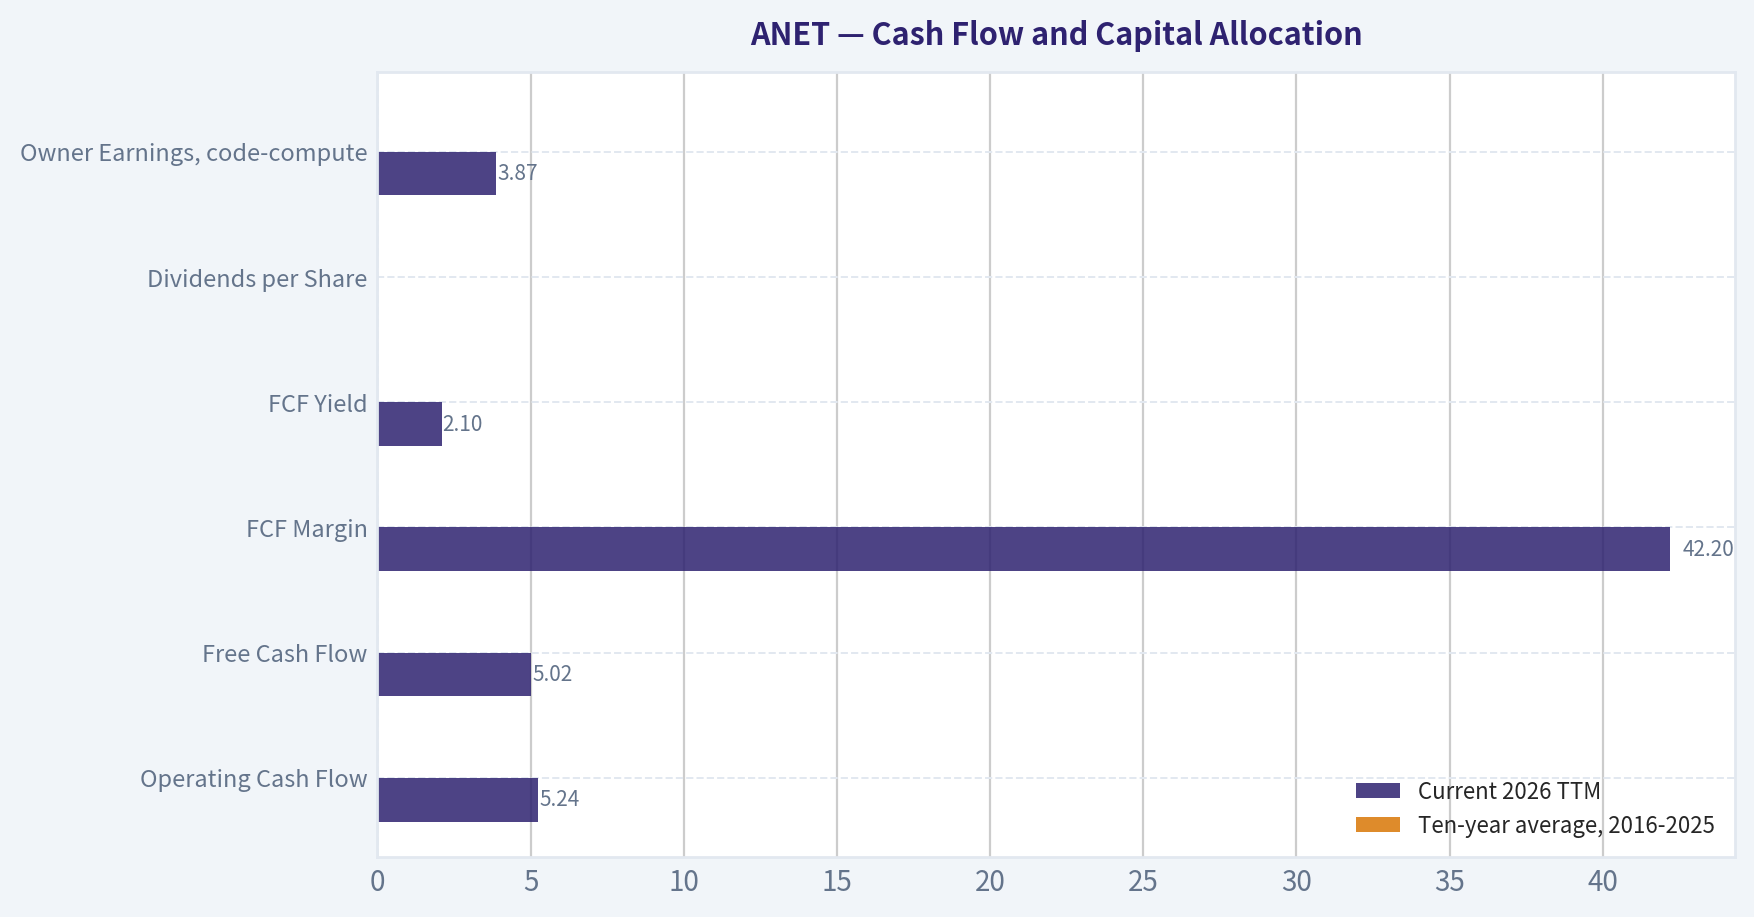 ANET — Cash Flow and Capital Allocation
Owner Earnings, code-compute
3.87
Dividends per Share
FCF Yield
2.10
FCF Margin
42.20
Free Cash Flow
5.02
Operating Cash Flow
5.24
Current 2026 TTM
Ten-year average, 2016-2025
0 5 10 15 20 25 30 35 40